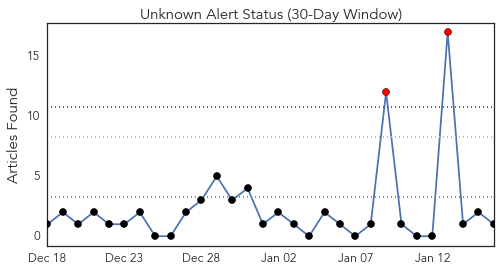 Unknown Alert Status (30-Day Window)
Articles Found
15
10
5
0
Dec 18 Dec 23 Dec 28 Jan 02 Jan 07 Jan 12